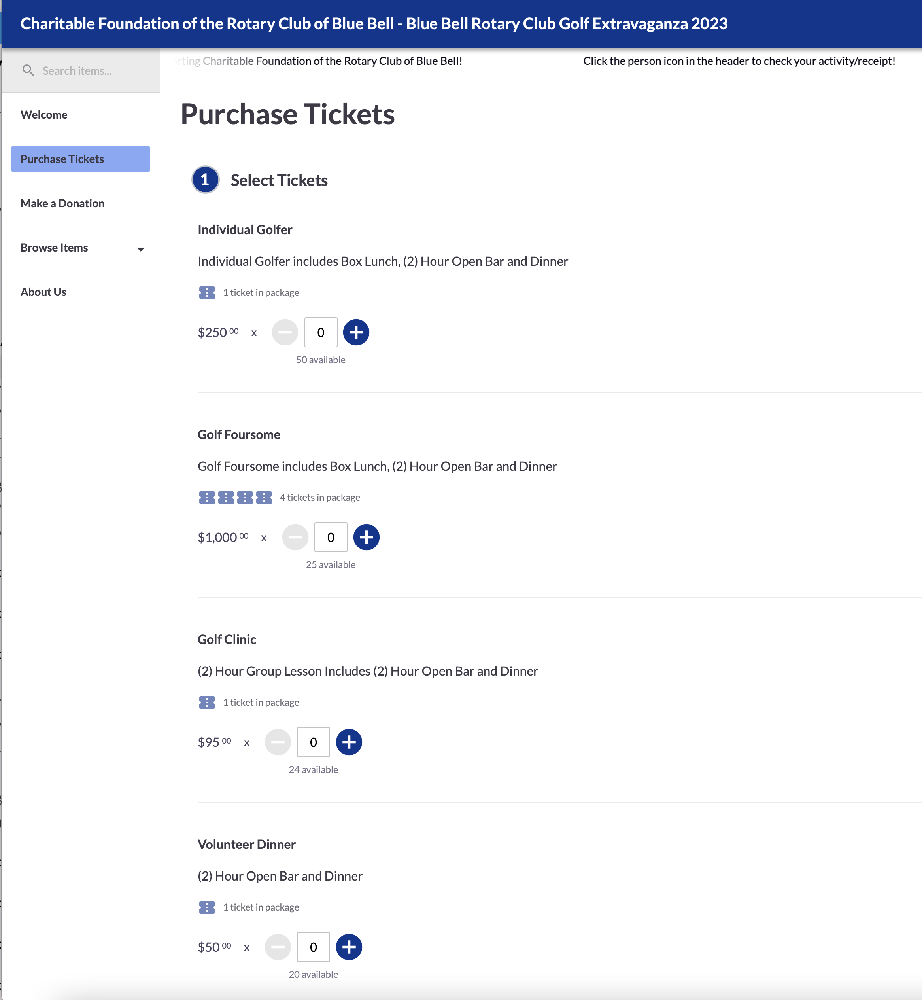 Charitable Foundation of the Rotary Club of Blue Bell - Blue Bell Rotary Club Golf Extravaganza 2023
Search items...
Charitable Foundation of the Rotary Club of Blue Bell!
Click the person icon in the header to check your activity/receipt!
Welcome
Purchase Tickets
Make a Donation
Browse Items
About Us
Purchase Tickets
1 Select Tickets
Individual Golfer
Individual Golfer includes Box Lunch, (2) Hour Open Bar and Dinner
1 ticket in package
$250 00 x 0
50 available
Golf Foursome
Golf Foursome includes Box Lunch, (2) Hour Open Bar and Dinner
4 tickets in package
$1,000 00 x 0
25 available
Golf Clinic
(2) Hour Group Lesson Includes (2) Hour Open Bar and Dinner
1 ticket in package
$95 00 x 0
24 available
Volunteer Dinner
(2) Hour Open Bar and Dinner
1 ticket in package
$50 00 x 0
20 available